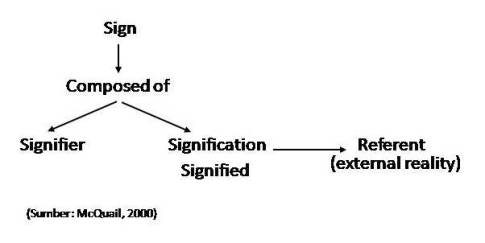 Sign
Composed of
Signifier
Signification
Signified
Referent
(external reality)
(Sumber: McQuail, 2000)